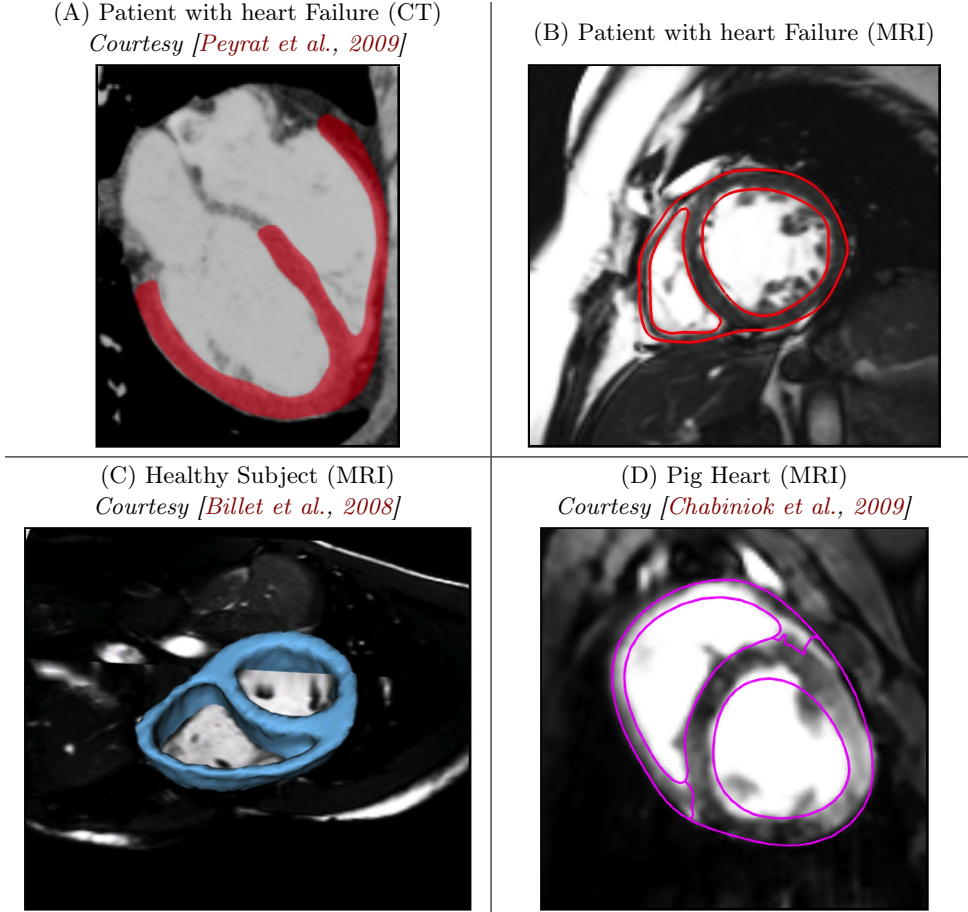 (A) Patient with heart Failure (CT)
Courtesy [Peyrat et al., 2009]
(B) Patient with heart Failure (MRI)
(C) Healthy Subject (MRI)
Courtesy [Billet et al., 2008]
(D) Pig Heart (MRI)
Courtesy [Chabiniok et al., 2009]